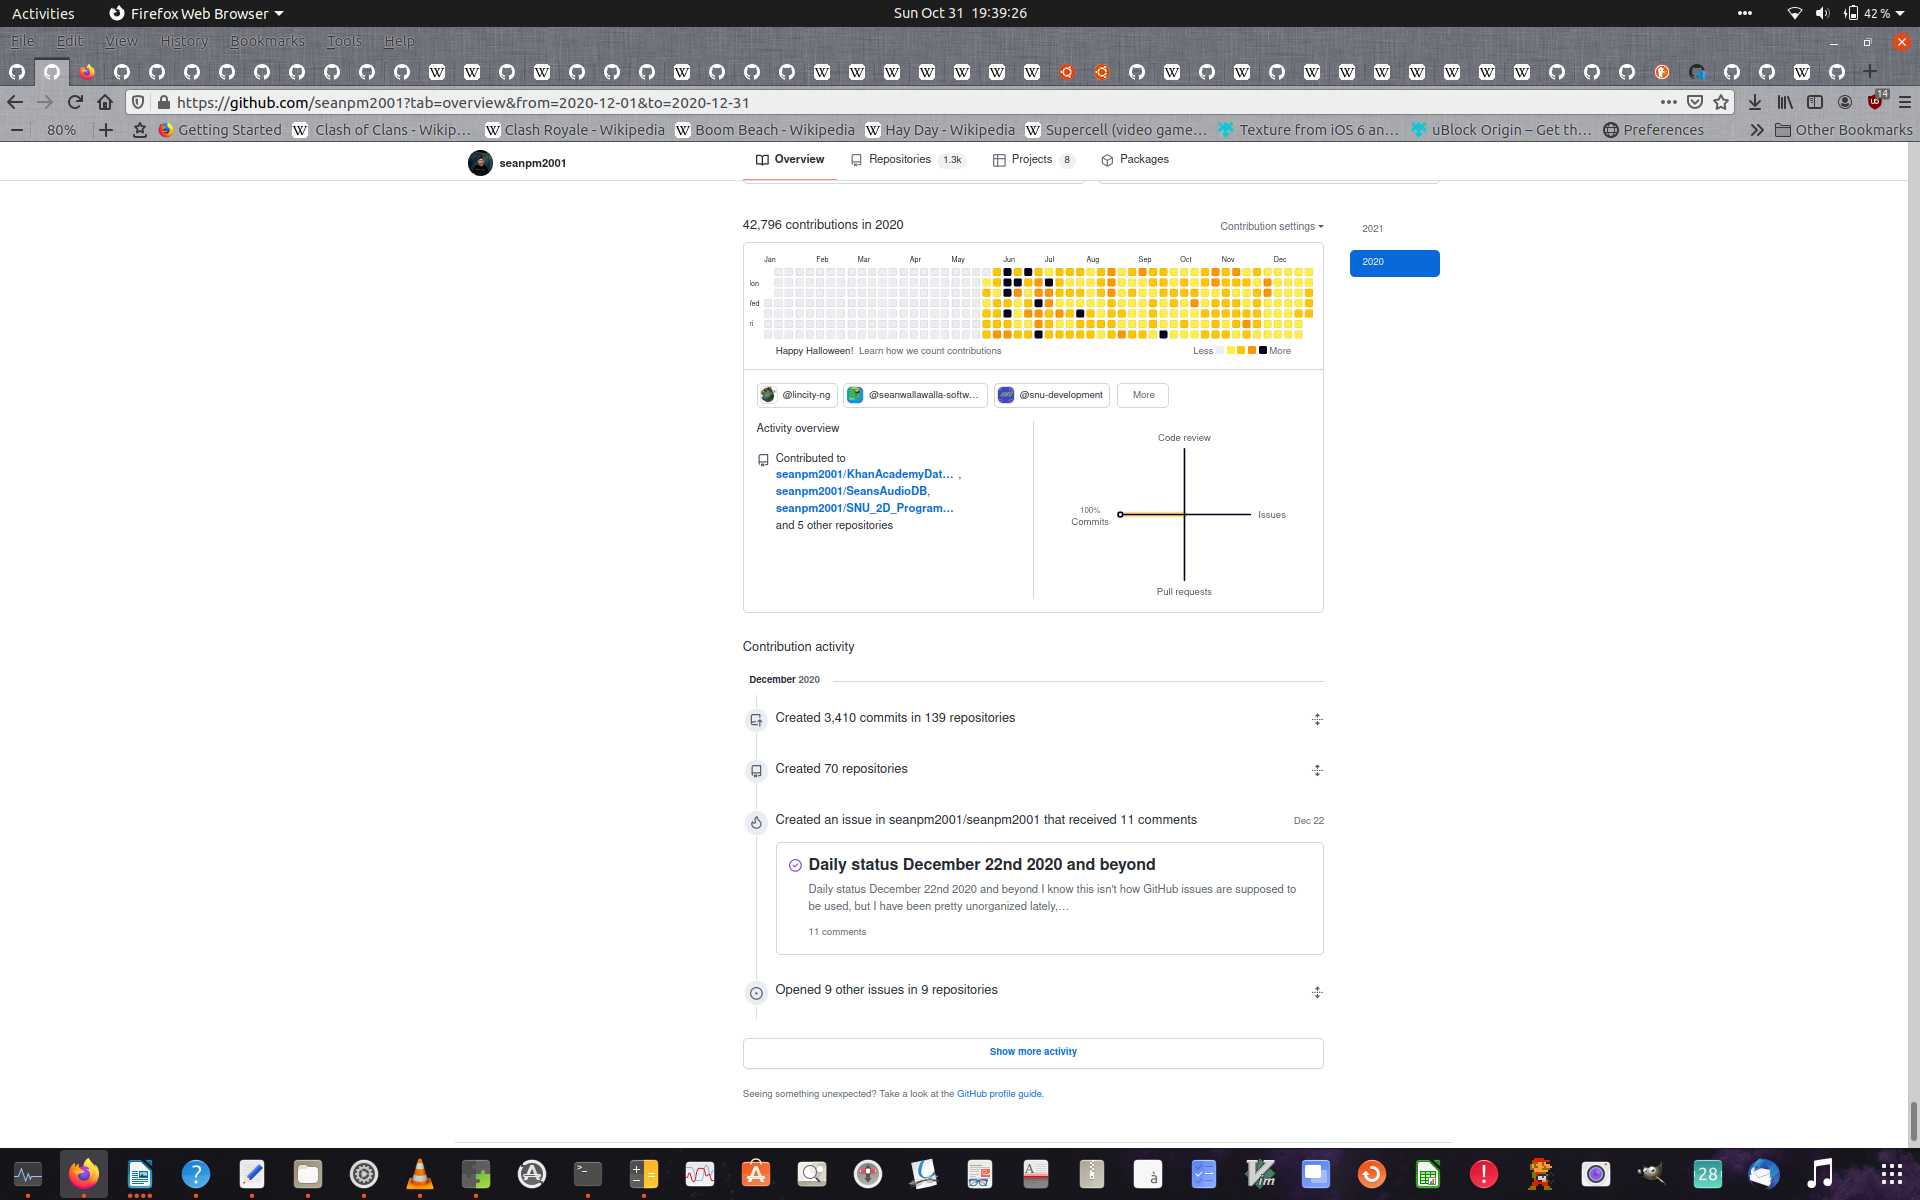 Activities
Firefox Web Browser
Sun Oct 31 19:39:26
42 %
File Edit View History Bookmarks Tools Help
https://github.com/seanpm2001?tab=overview&from=2020-12-01&to=2020-12-31
14
80%
Getting Started
Clash of Clans - Wikip…
Clash Royale - Wikipedia
Boom Beach - Wikipedia
Hay Day - Wikipedia
Supercell (video game…
Texture from iOS 6 an…
uBlock Origin – Get th…
Preferences
Other Bookmarks
seanpm2001
Overview
Repositories 1.3k
Projects 8
Packages
42,796 contributions in 2020
Contribution settings
2021
2020
Jan Feb Mar Apr May Jun Jul Aug Sep Oct Nov Dec
Happy Halloween! Learn how we count contributions
Less More
@lincity-ng
@seanwallawalla-softw…
@snu-development
More
Activity overview
Contributed to
seanpm2001/KhanAcademyDat… ,
seanpm2001/SeansAudioDB,
seanpm2001/SNU_2D_Program…
and 5 other repositories
Code review
100%
Commits
Issues
Pull requests
Contribution activity
December 2020
Created 3,410 commits in 139 repositories
Created 70 repositories
Created an issue in seanpm2001/seanpm2001 that received 11 comments
Dec 22
Daily status December 22nd 2020 and beyond
Daily status December 22nd 2020 and beyond I know this isn't how GitHub issues are supposed to
be used, but I have been pretty unorganized lately,…
11 comments
Opened 9 other issues in 9 repositories
Show more activity
Seeing something unexpected? Take a look at the GitHub profile guide.
28